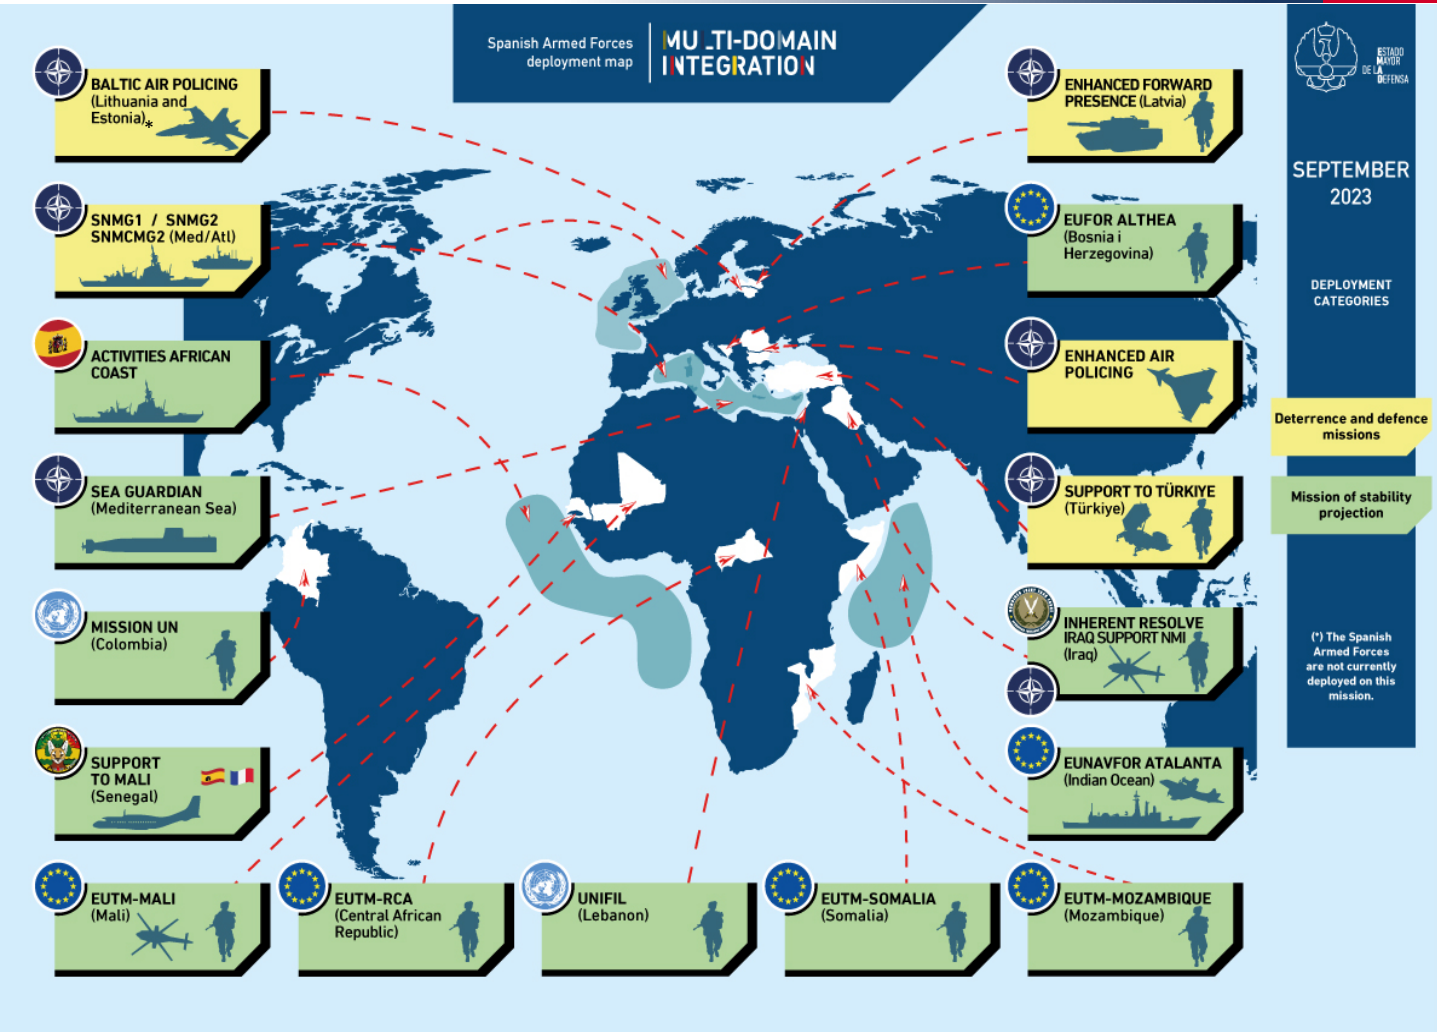 Spanish Armed Forces
deployment map
MULTI-DOMAIN
INTEGRATION
ESTADO
MAYOR
DE LA DEFENSA
SEPTEMBER
2023
DEPLOYMENT
CATEGORIES
Deterrence and defence
missions
Mission of stability
projection
(*) The Spanish
Armed Forces
are not currently
deployed on this
mission.
BALTIC AIR POLICING
(Lithuania and
Estonia)*
SNMG1 / SNMG2
SNMCMG2 (Med/Atl)
ACTIVITIES AFRICAN
COAST
SEA GUARDIAN
(Mediterranean Sea)
MISSION UN
(Colombia)
SUPPORT
TO MALI
(Senegal)
EUTM-MALI
(Mali)
EUTM-RCA
(Central African
Republic)
UNIFIL
(Lebanon)
EUTM-SOMALIA
(Somalia)
EUTM-MOZAMBIQUE
(Mozambique)
ENHANCED FORWARD
PRESENCE (Latvia)
EUFOR ALTHEA
(Bosnia i
Herzegovina)
ENHANCED AIR
POLICING
SUPPORT TO TÜRKIYE
(Türkiye)
INHERENT RESOLVE
IRAQ SUPPORT NMI
(Iraq)
EUNAVFOR ATALANTA
(Indian Ocean)